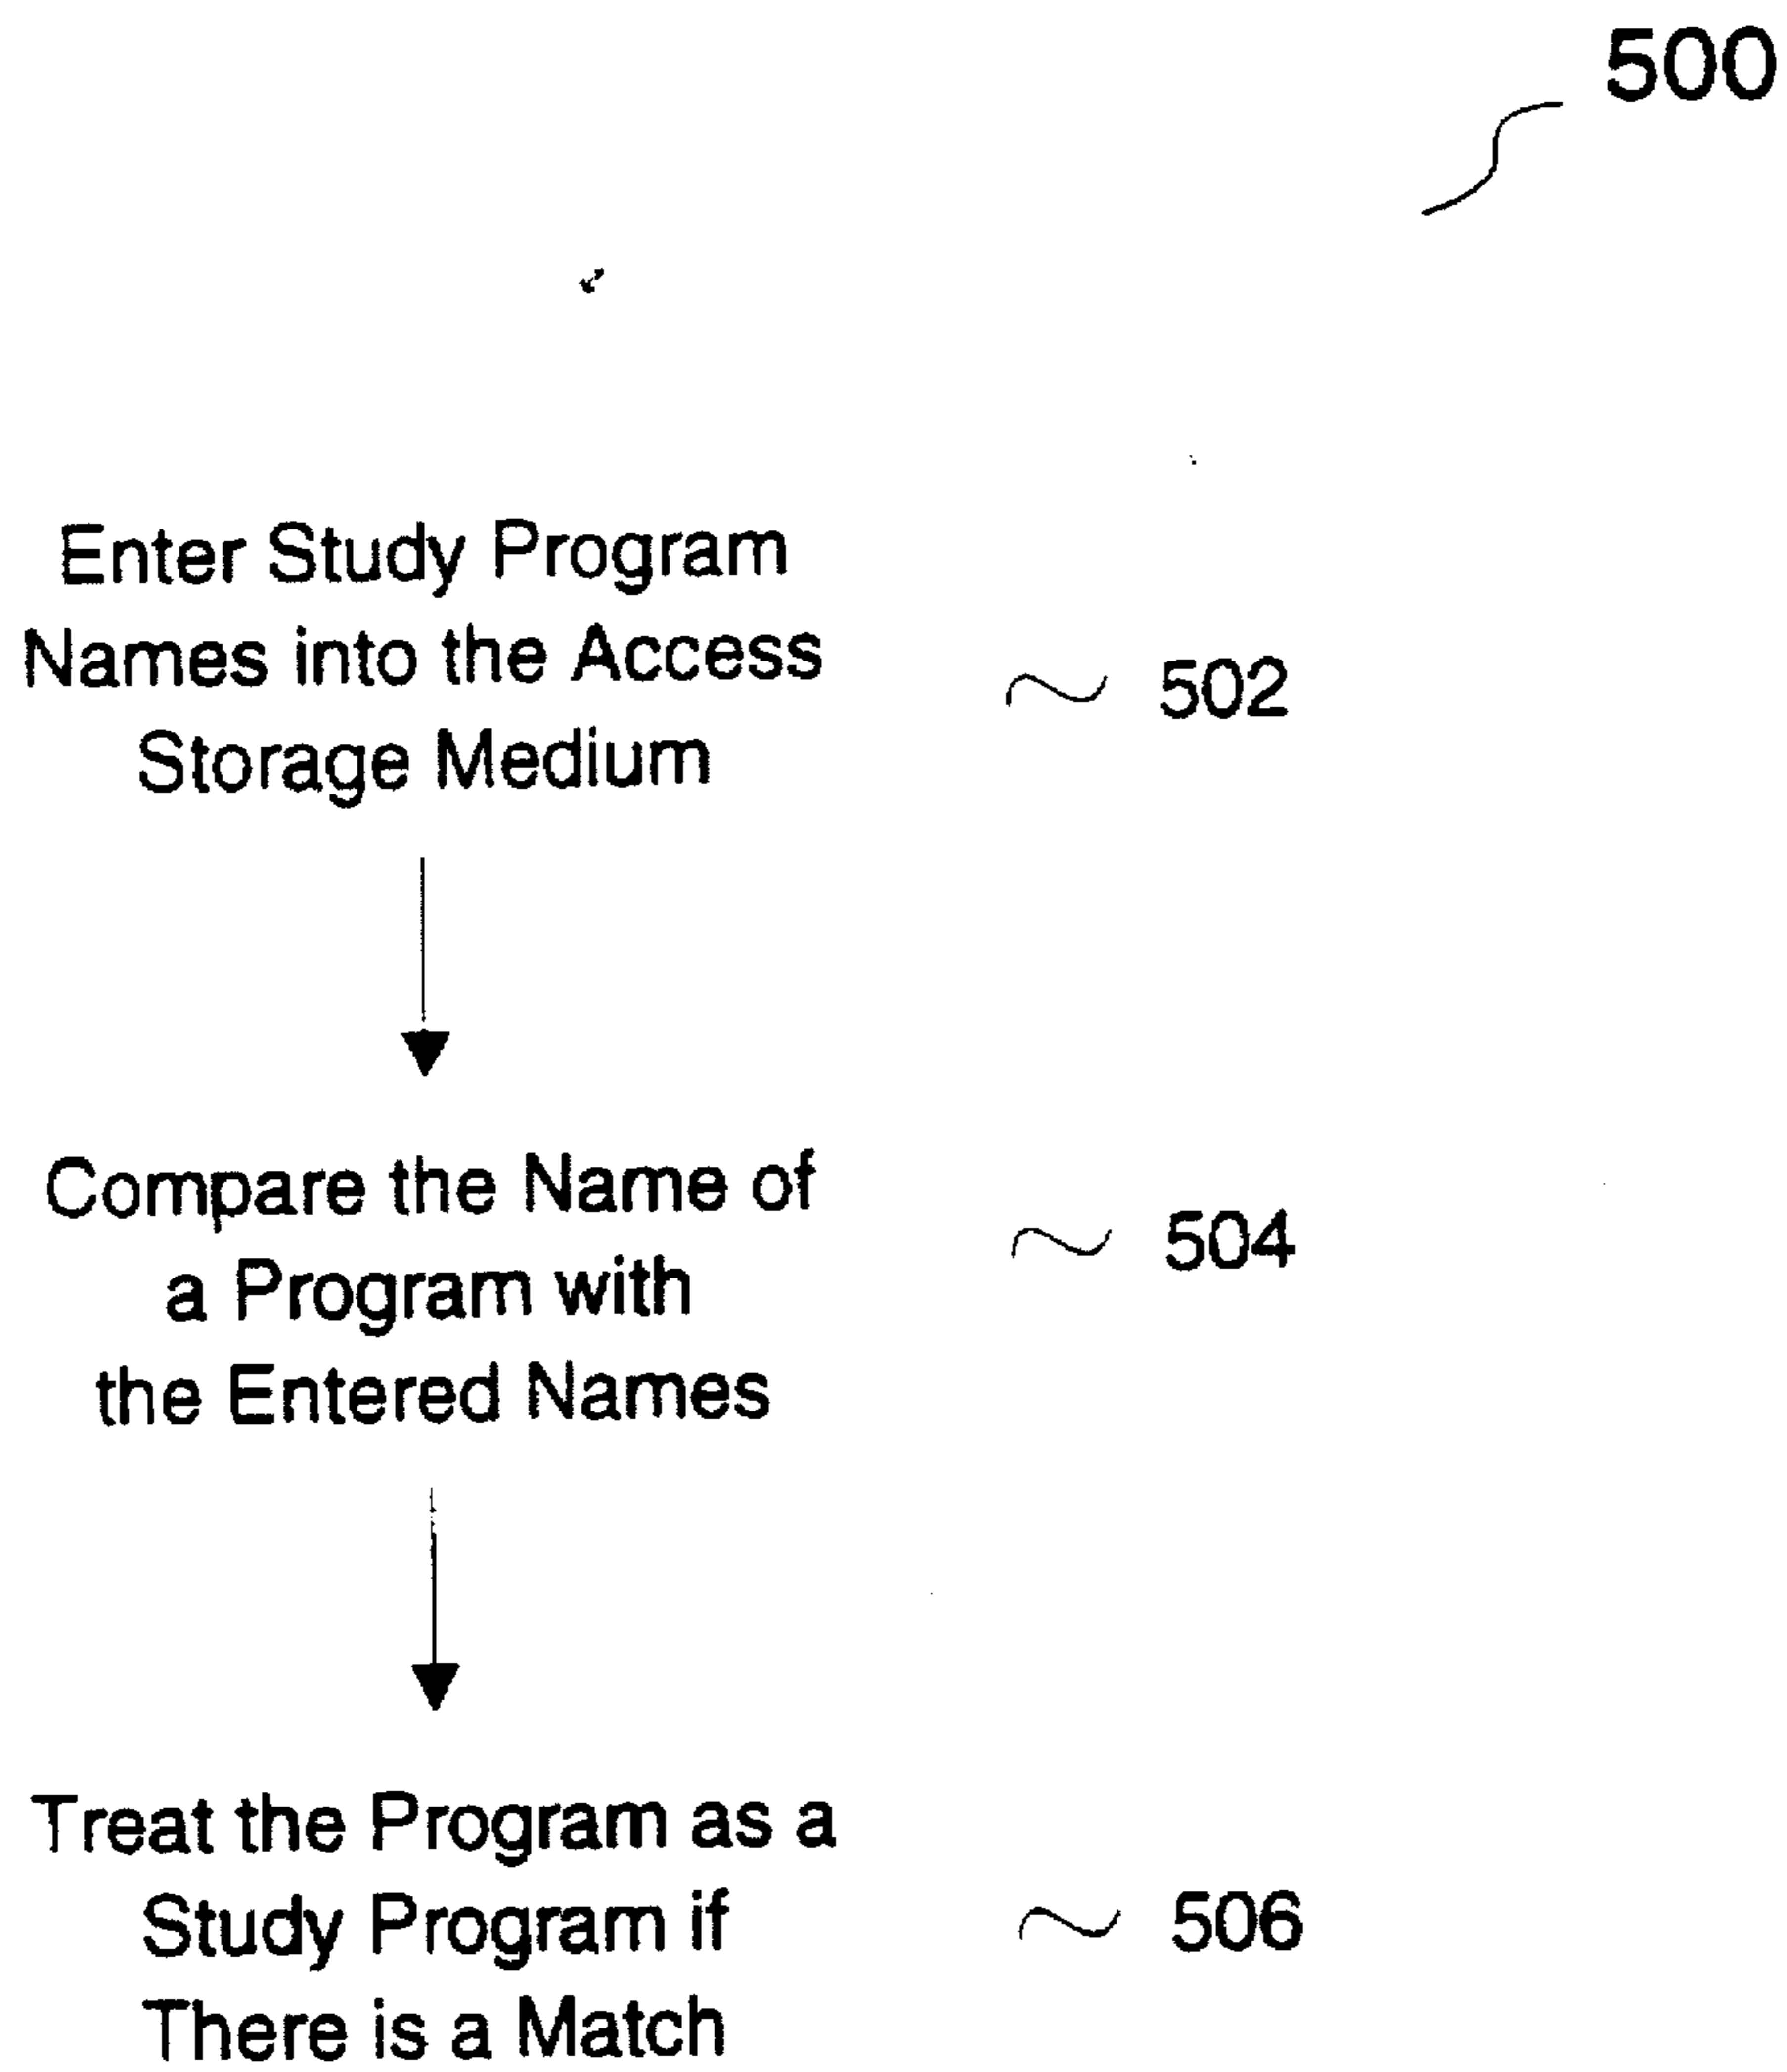 500
Enter Study Program
Names into the Access
Storage Medium
502
Compare the Name of
a Program with
the Entered Names
504
Treat the Program as a
Study Program if
There is a Match
506